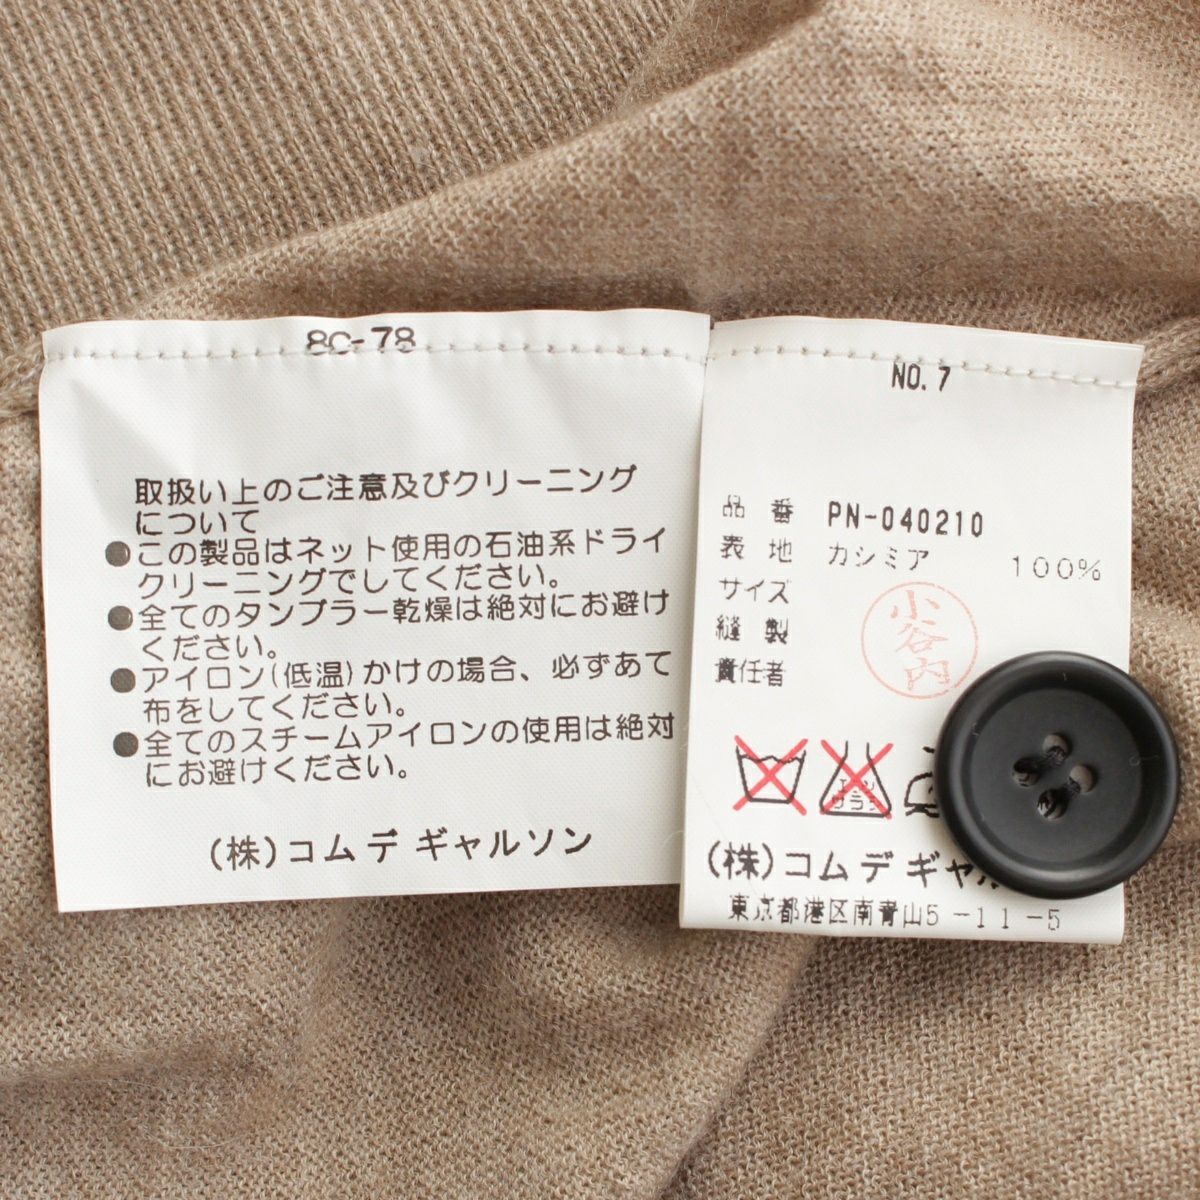 8C-78
取扱い上のご注意及びクリーニング
について
●この製品はネット使用の石油系ドライ
クリーニングでしてください。
●全てのタンブラー乾燥は絶対にお避け
ください。
●アイロン(低温)かけの場合、必ずあて
布をしてください。
●全てのスチームアイロンの使用は絶対
にお避けください。
(株)コムデギャルソン
NO.7
品番 PN-040210
表地 カシミア 100%
サイズ
縫製
責任者
小谷内
エンソ
サラシ
(株)コムデギャル
東京都港区南青山5-11-5